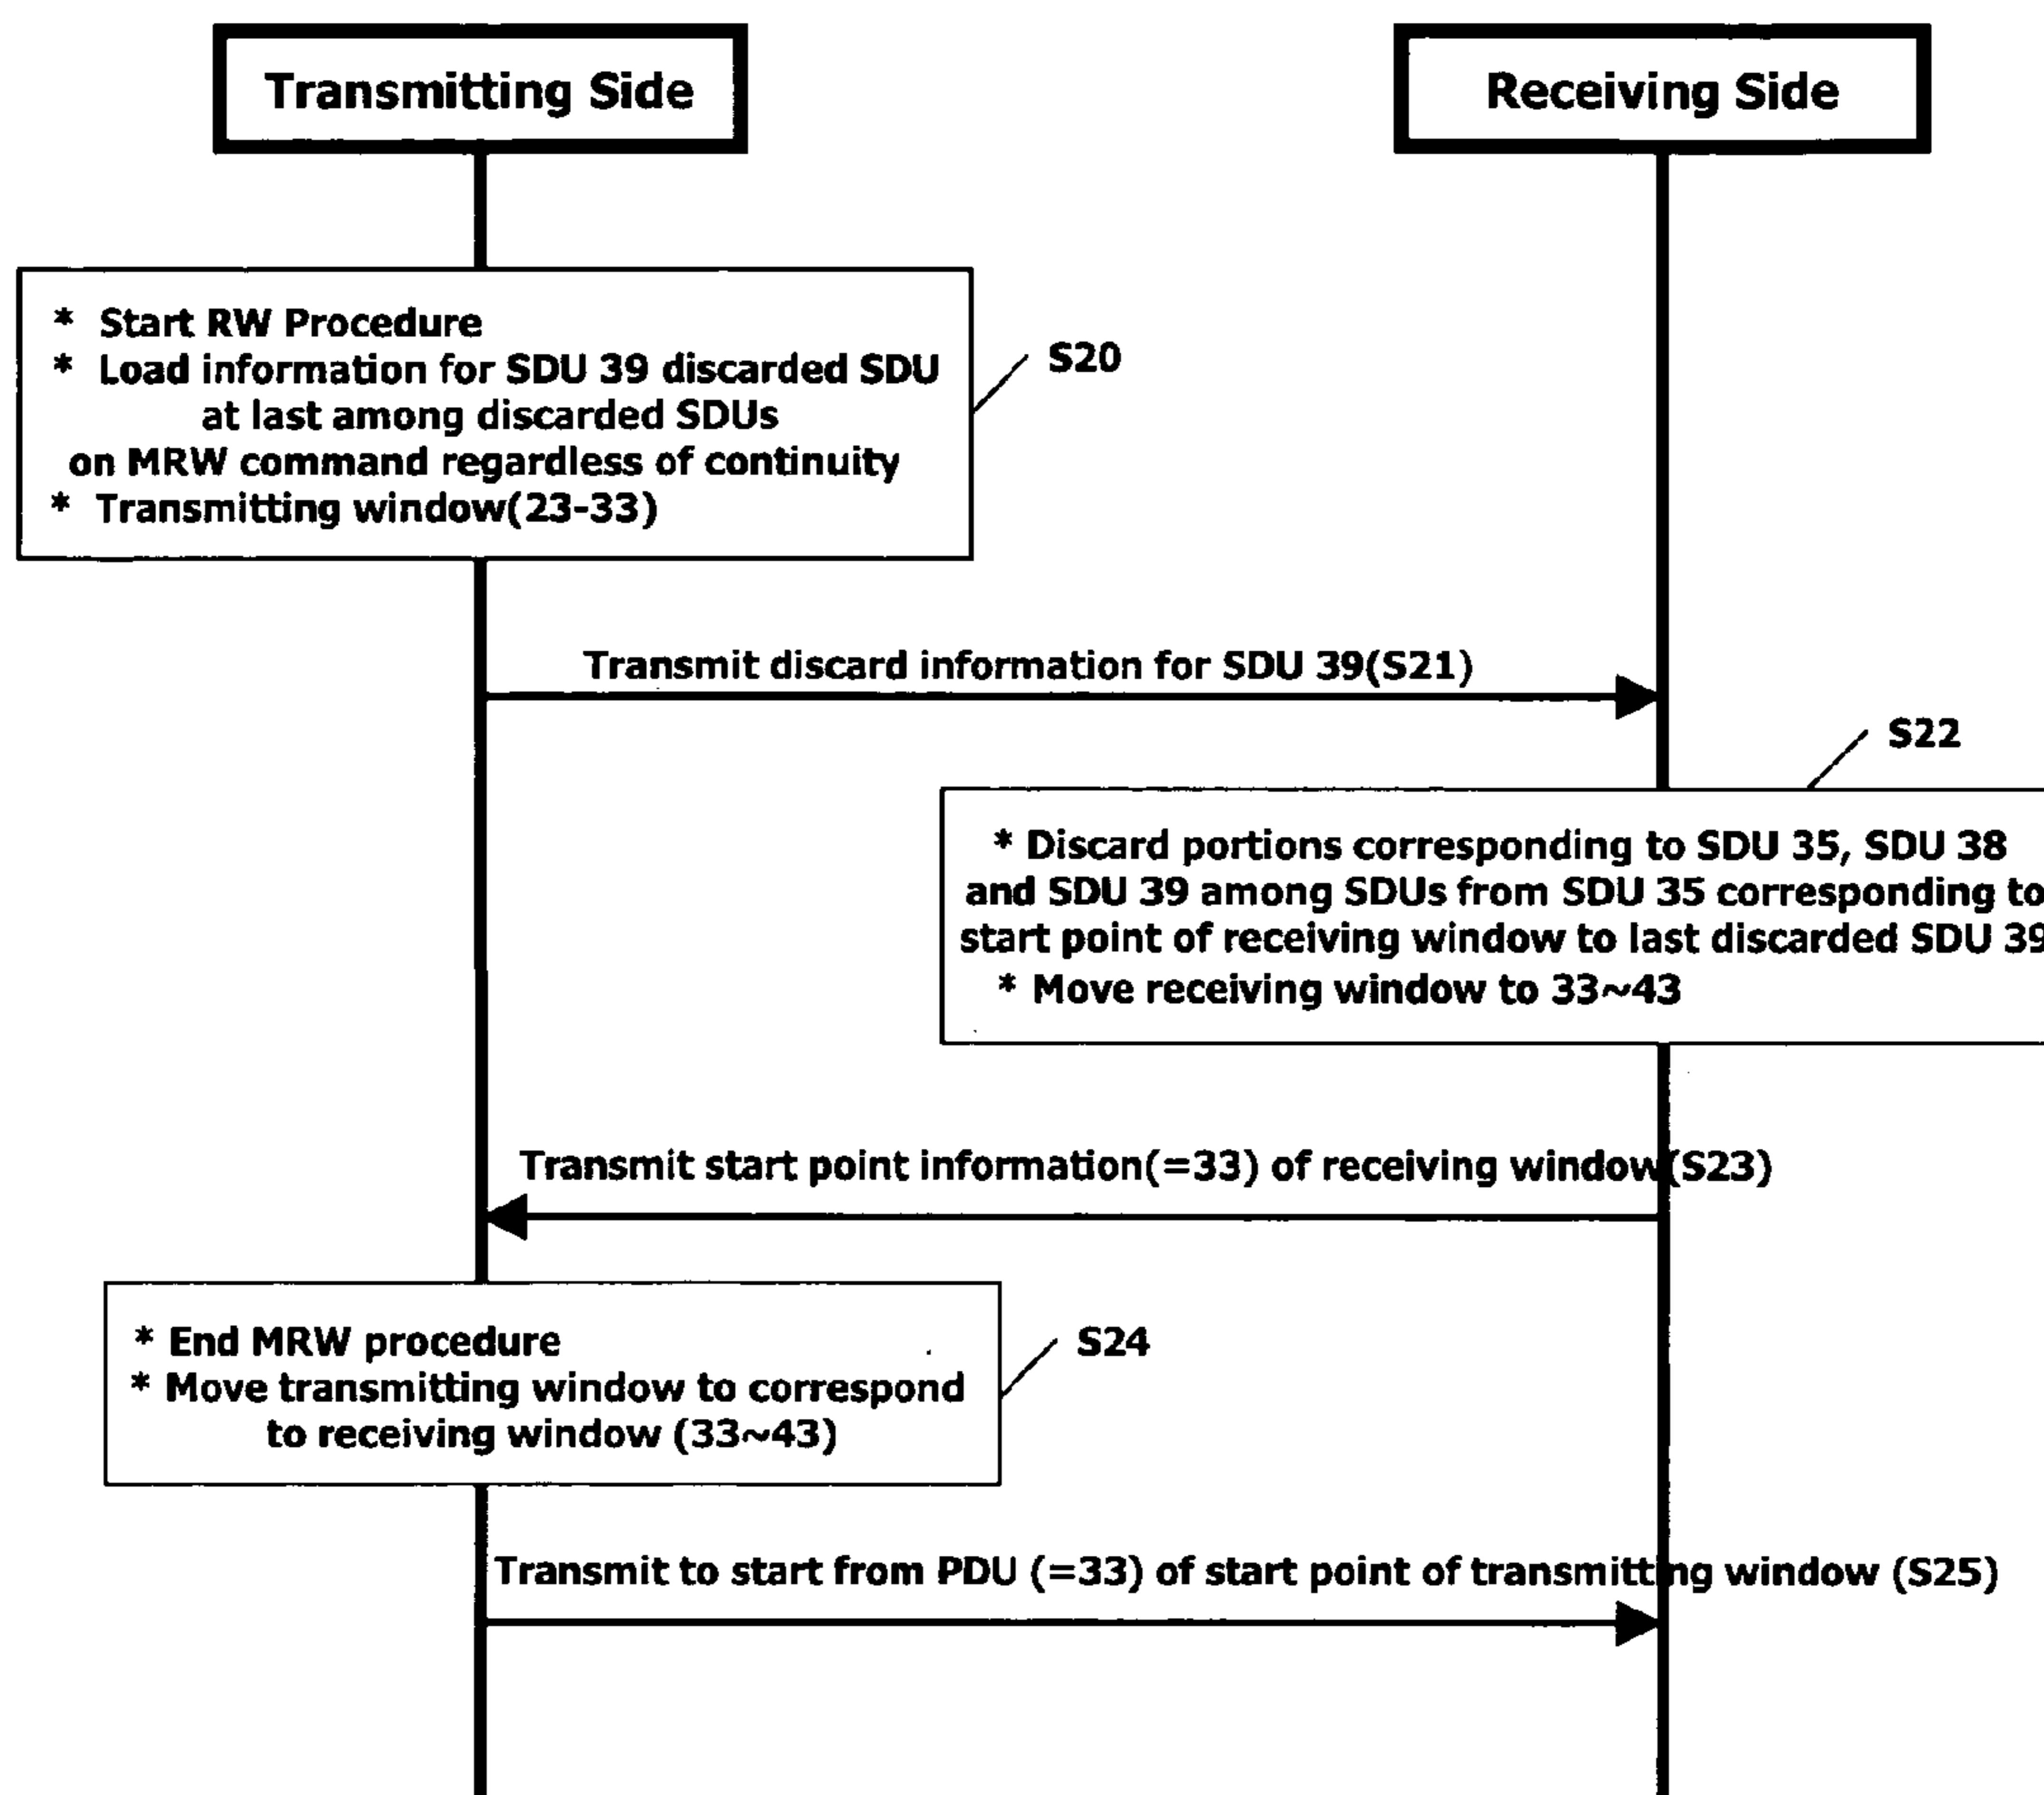 Transmitting Side
Receiving Side
* Start RW Procedure
* Load information for SDU 39 discarded SDU
at last among discarded SDUs
on MRW command regardless of continuity
* Transmitting window(23-33)
S20
Transmit discard information for SDU 39(S21)
S22
* Discard portions corresponding to SDU 35, SDU 38
and SDU 39 among SDUs from SDU 35 corresponding to
start point of receiving window to last discarded SDU 39
* Move receiving window to 33~43
Transmit start point information(=33) of receiving window(S23)
* End MRW procedure
* Move transmitting window to correspond
to receiving window (33~43)
S24
Transmit to start from PDU (=33) of start point of transmitting window (S25)